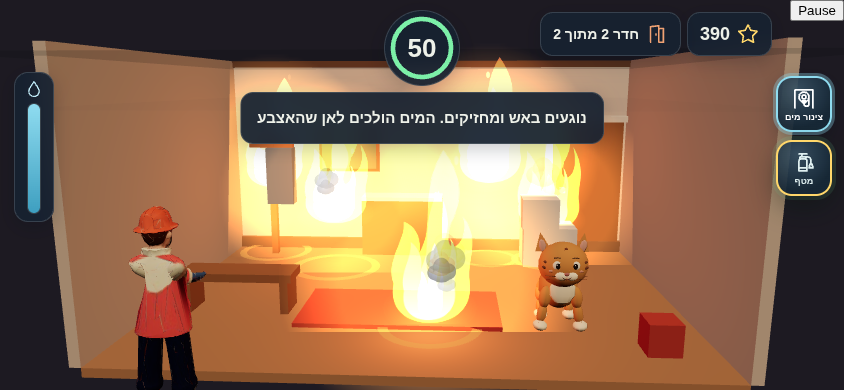 Pause
390
חדר 2 מתוך 2
50
נוגעים באש ומחזיקים. המים הולכים לאן שהאצבע
צינור מים
מטף